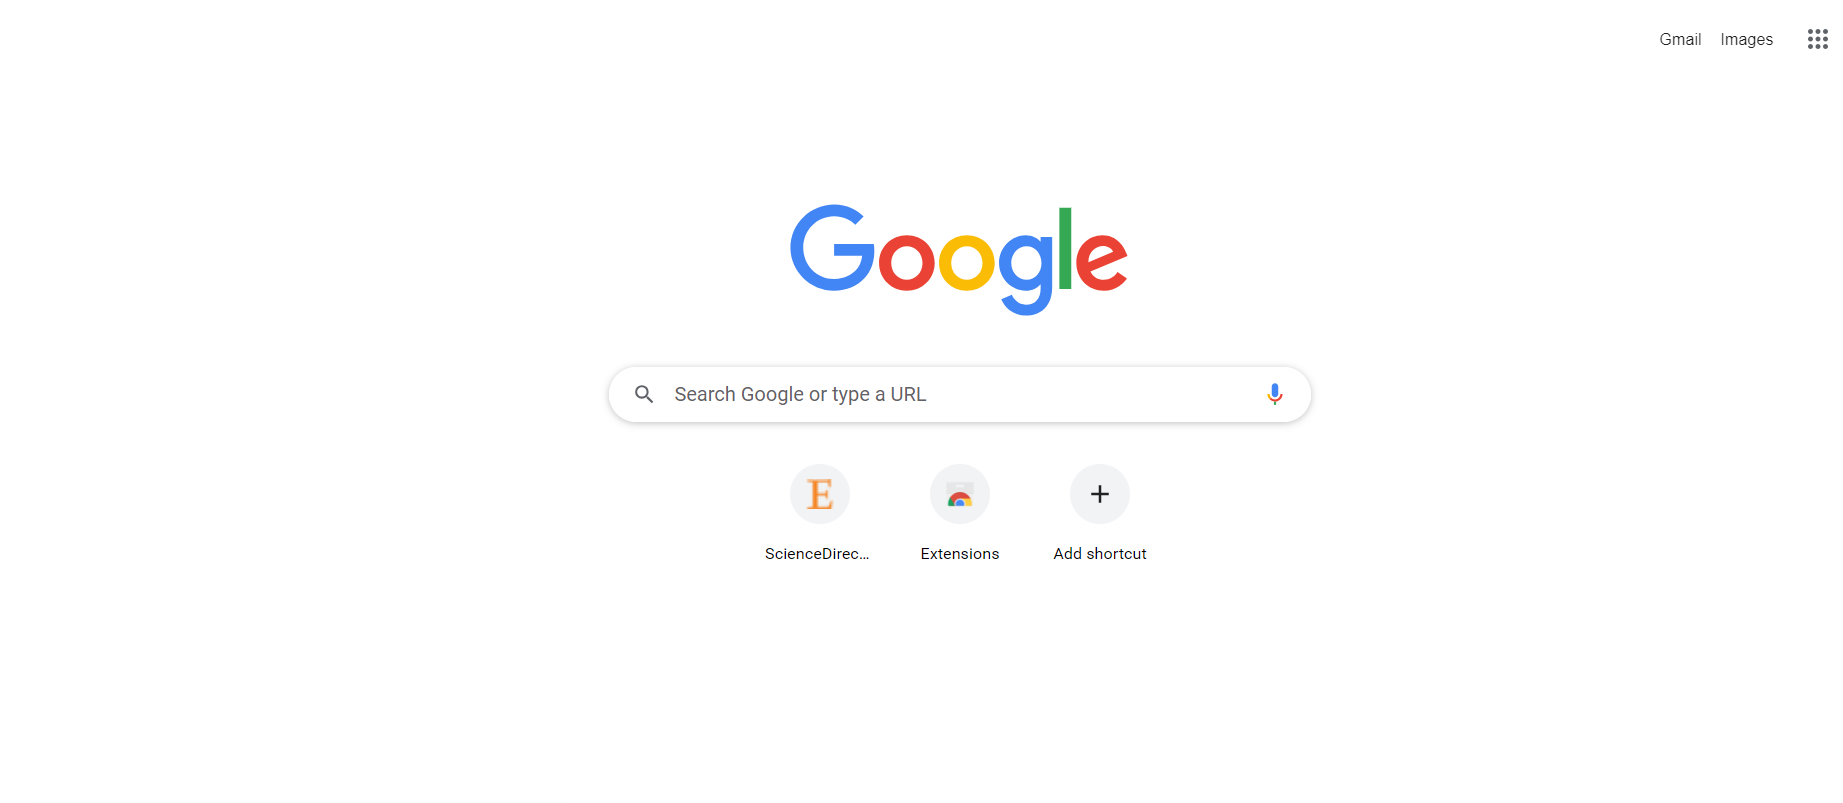 Gmail Images
Google
Search Google or type a URL
E
ScienceDirec...
Extensions
Add shortcut